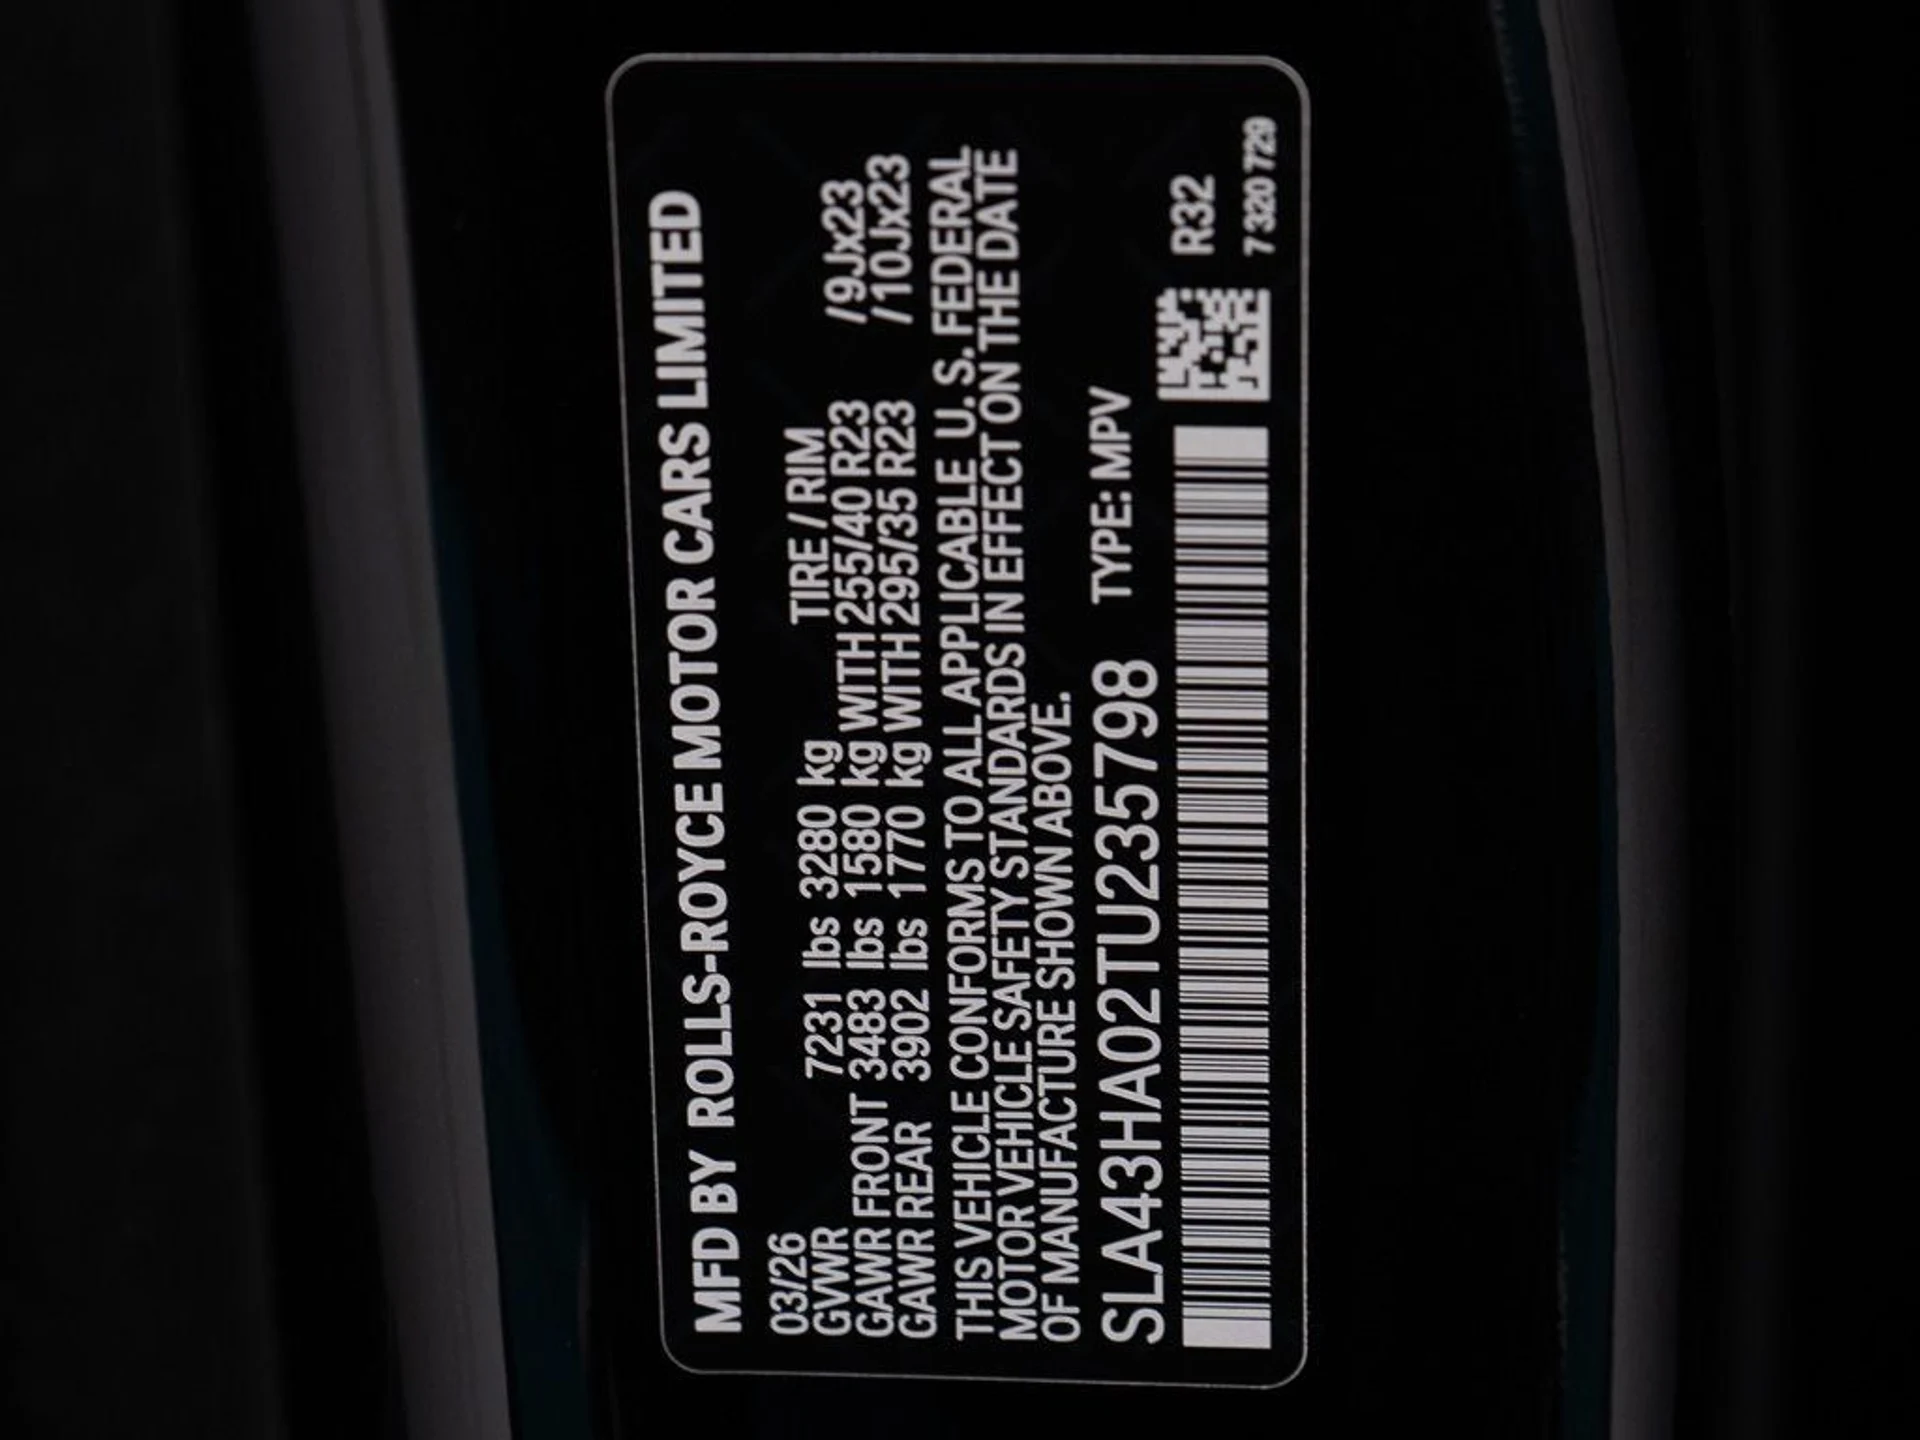 MFD BY ROLLS-ROYCE MOTOR CARS LIMITED
03/26 TIRE / RIM
GVWR 7231 lbs 3280 kg
GAWR FRONT 3483 lbs 1580 kg WITH 255/40 R23 /9Jx23
GAWR REAR 3902 lbs 1770 kg WITH 295/35 R23 /10Jx23
THIS VEHICLE CONFORMS TO ALL APPLICABLE U. S. FEDERAL
MOTOR VEHICLE SAFETY STANDARDS IN EFFECT ON THE DATE
OF MANUFACTURE SHOWN ABOVE.
SLA43HA02TU235798 TYPE: MPV
R32
7 320 729